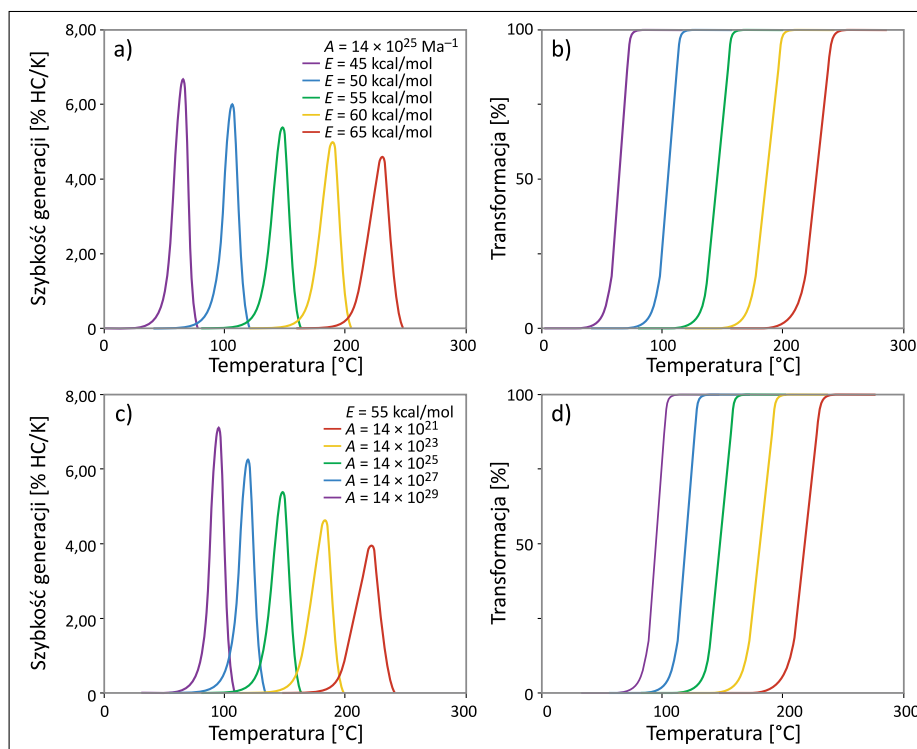 a)
Szybkość generacji [% HC/K]
8,00
6,00
4,00
2,00
0
A = 14 × 10²⁵ Ma⁻¹
E = 45 kcal/mol
E = 50 kcal/mol
E = 55 kcal/mol
E = 60 kcal/mol
E = 65 kcal/mol
0 100 200 300
Temperatura [°C]
b)
Transformacja [%]
100
50
0
0 100 200 300
Temperatura [°C]
c)
Szybkość generacji [% HC/K]
8,00
6,00
4,00
2,00
0
E = 55 kcal/mol
A = 14 × 10²¹
A = 14 × 10²³
A = 14 × 10²⁵
A = 14 × 10²⁷
A = 14 × 10²⁹
0 100 200 300
Temperatura [°C]
d)
Transformacja [%]
100
50
0
0 100 200 300
Temperatura [°C]